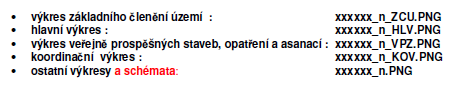 • výkres základního členění území : xxxxxx_n_ZCU.PNG
• hlavní výkres : xxxxxx_n_HLV.PNG
• výkres veřejně prospěšných staveb, opatření a asanací : xxxxxx_n_VPZ.PNG
• koordinační výkres : xxxxxx_n_KOV.PNG
• ostatní výkresy a schémata: xxxxxx_n.PNG